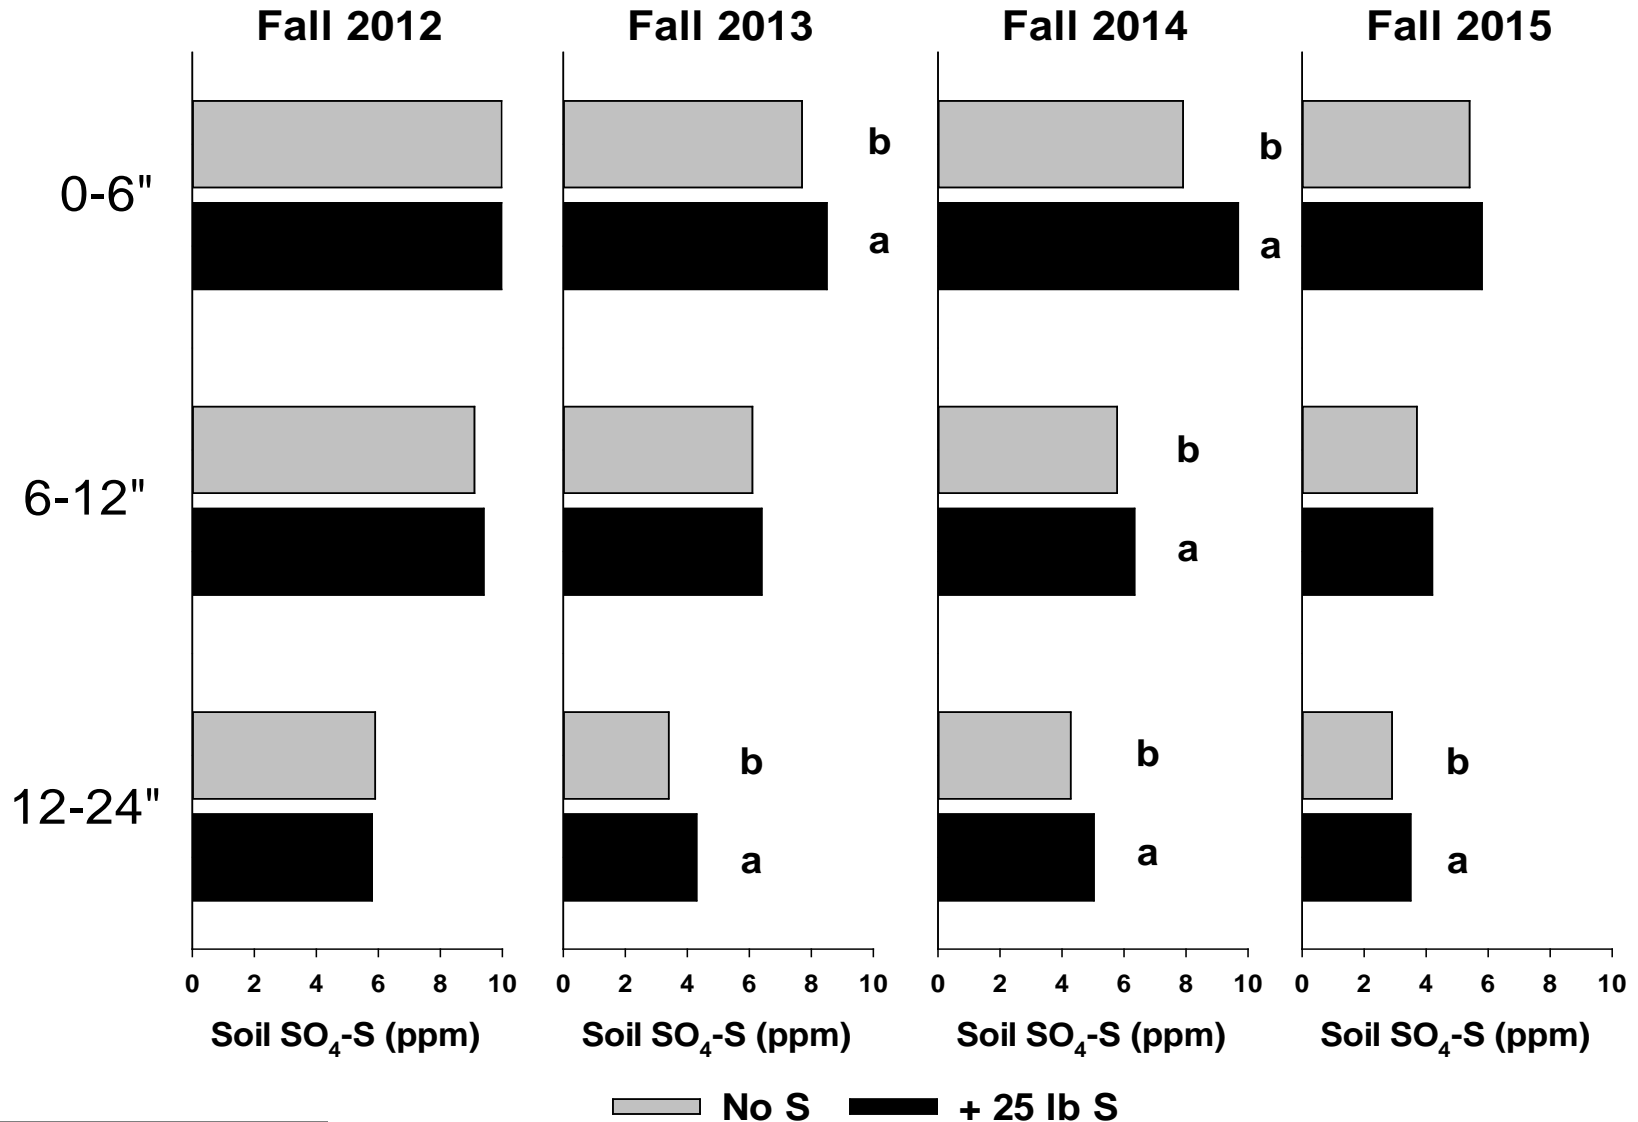 Fall 2012 Fall 2013 Fall 2014 Fall 2015
b b
0-6"
a a
b
6-12"
a
b b b
12-24"
a a a
0 2 4 6 8 10 0 2 4 6 8 10 0 2 4 6 8 10 0 2 4 6 8 10
Soil SO₄-S (ppm) Soil SO₄-S (ppm) Soil SO₄-S (ppm) Soil SO₄-S (ppm)
No S + 25 lb S